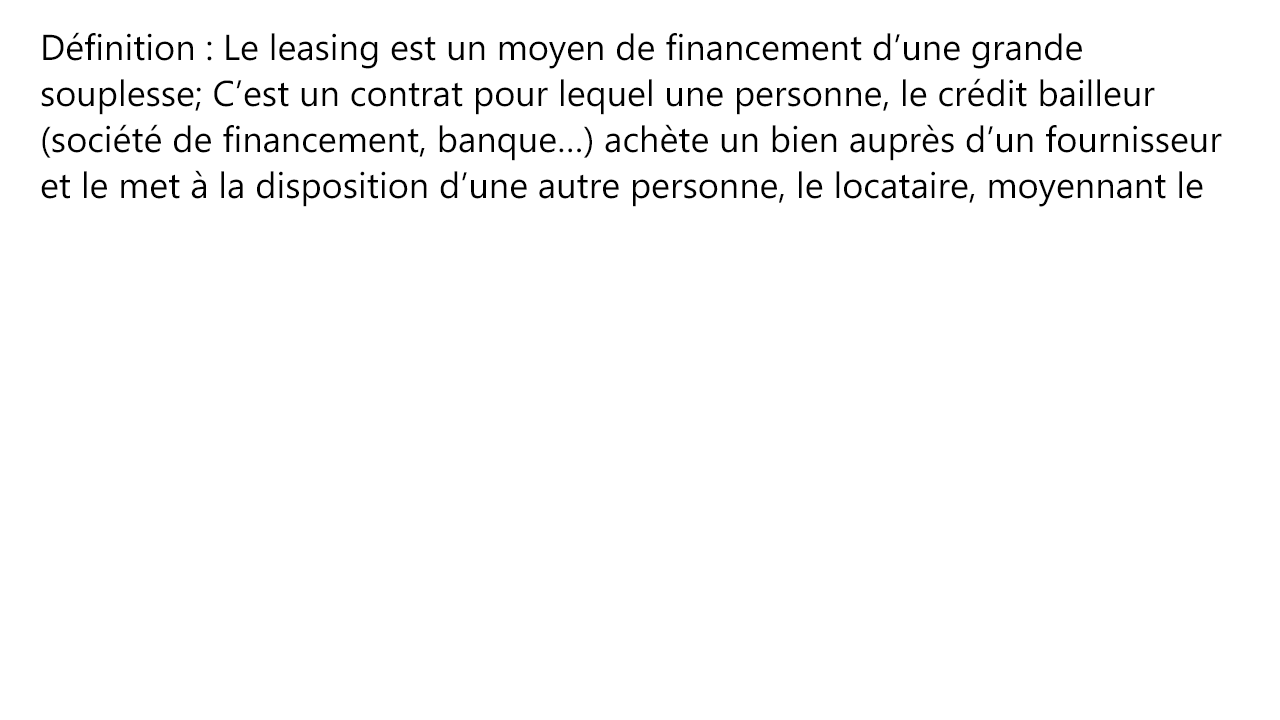 Définition : Le leasing est un moyen de financement d’une grande
souplesse; C’est un contrat pour lequel une personne, le crédit bailleur
(société de financement, banque…) achète un bien auprès d’un fournisseur
et le met à la disposition d’une autre personne, le locataire, moyennant le